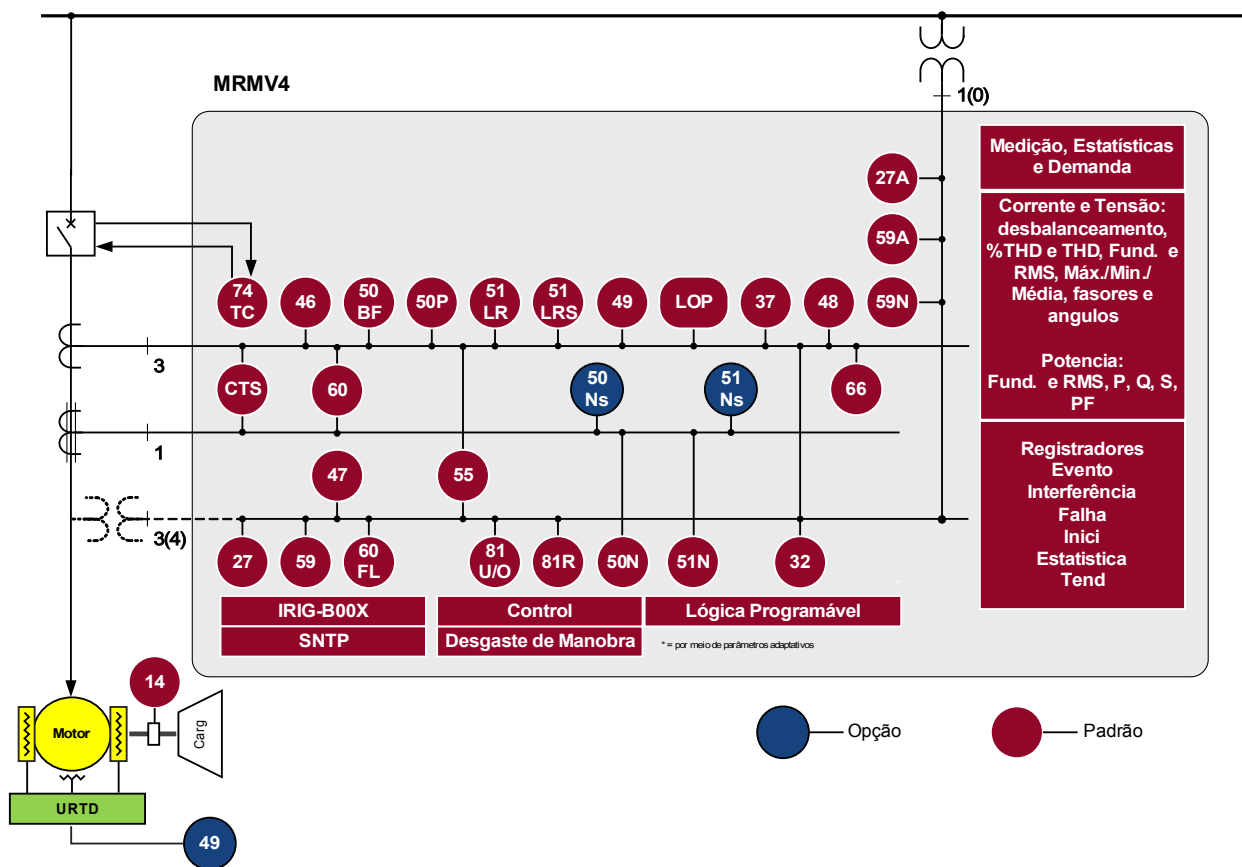 MRMV4
1(0)
27A
59A
59N
74
TC
46
50
BF
50P
51
LR
51
LRS
49
LOP
37
48
3
CTS
60
50
Ns
51
Ns
66
1
47
55
3(4)
27
59
60
FL
81
U/O
81R
50N
51N
32
IRIG-B00X
SNTP
Control
Desgaste de Manobra
Lógica Programável
* = por meio de parâmetros adaptativos
Medição, Estatísticas
e Demanda
Corrente e Tensão:
desbalanceamento,
%THD e THD, Fund. e
RMS, Máx./Min./
Média, fasores e
angulos
Potencia:
Fund. e RMS, P, Q, S,
PF
Registradores
Evento
Interferência
Falha
Inici
Estatistica
Tend
14
Motor
Carg
URTD
49
Opção
Padrão